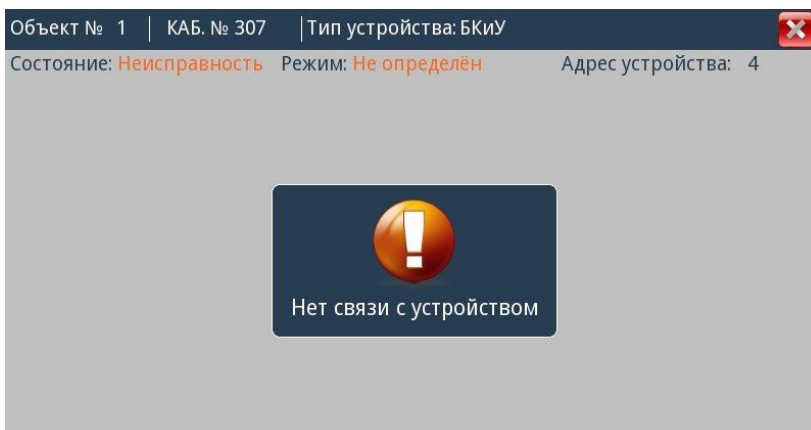 Объект № 1 | КАБ. № 307 | Тип устройства: БКиУ
Состояние: Неисправность Режим: Не определён Адрес устройства: 4
Нет связи с устройством